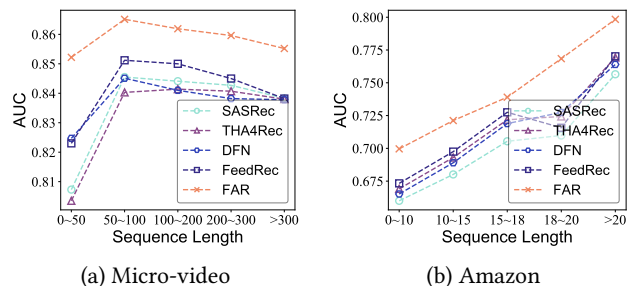 0.86
0.85
0.84
0.83
0.82
0.81
AUC
0~50 50~100 100~200 200~300 >300
Sequence Length
SASRec
THA4Rec
DFN
FeedRec
FAR
(a) Micro-video
0.800
0.775
0.750
0.725
0.700
0.675
AUC
0~10 10~15 15~18 18~20 >20
Sequence Length
SASRec
THA4Rec
DFN
FeedRec
FAR
(b) Amazon